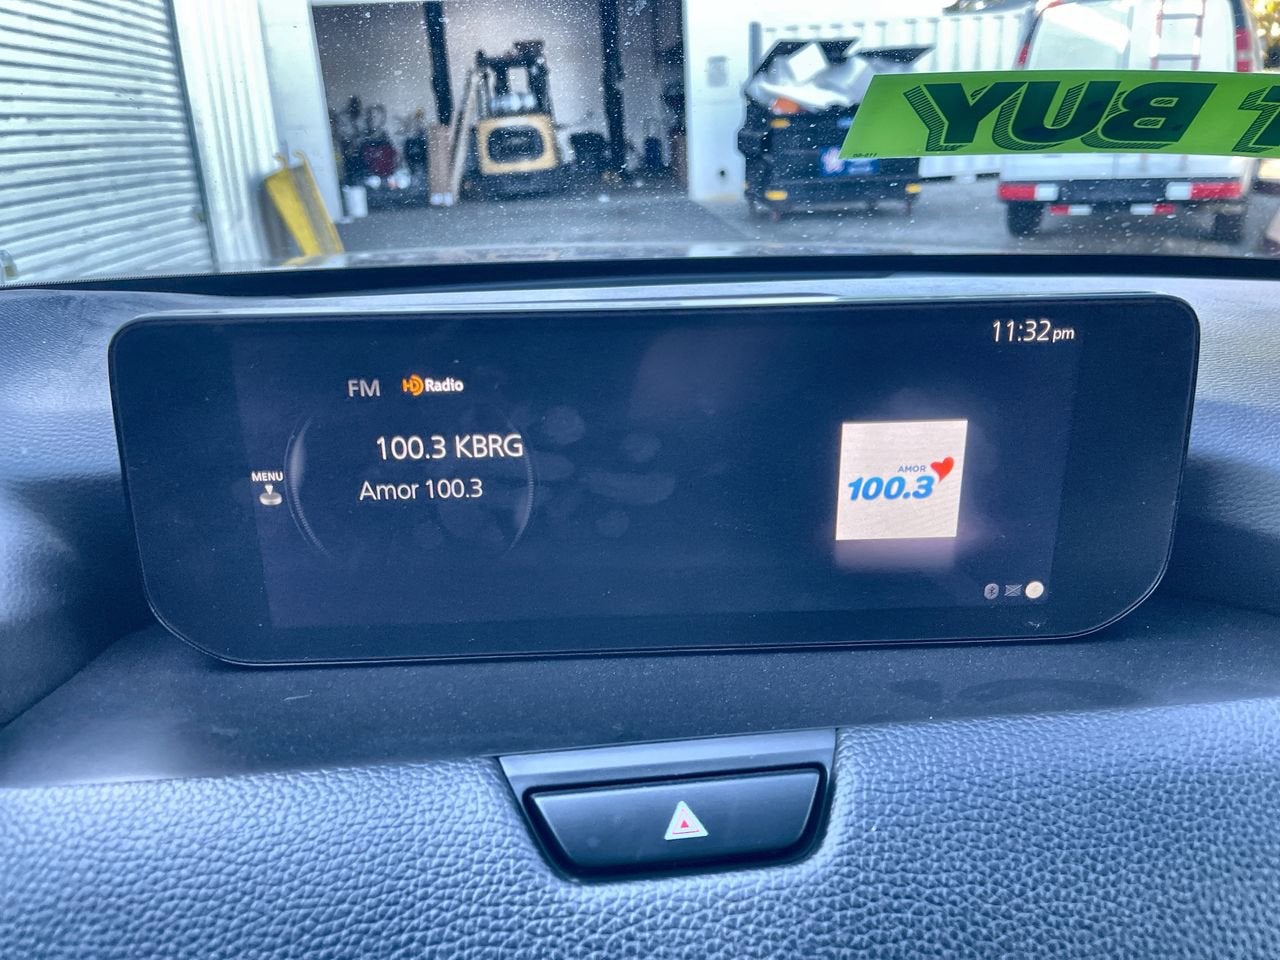 BUY
11:32pm
FM HD Radio
100.3 KBRG
Amor 100.3
MENU
AMOR
100.3